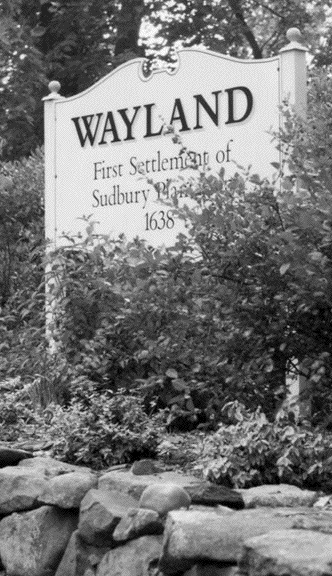 WAYLAND
First Settlement of
Sudbury
1638